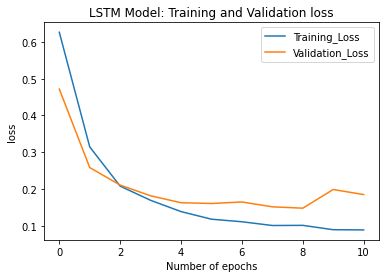 LSTM Model: Training and Validation loss
Training_Loss
Validation_Loss
loss
0.6
0.5
0.4
0.3
0.2
0.1
0 2 4 6 8 10
Number of epochs